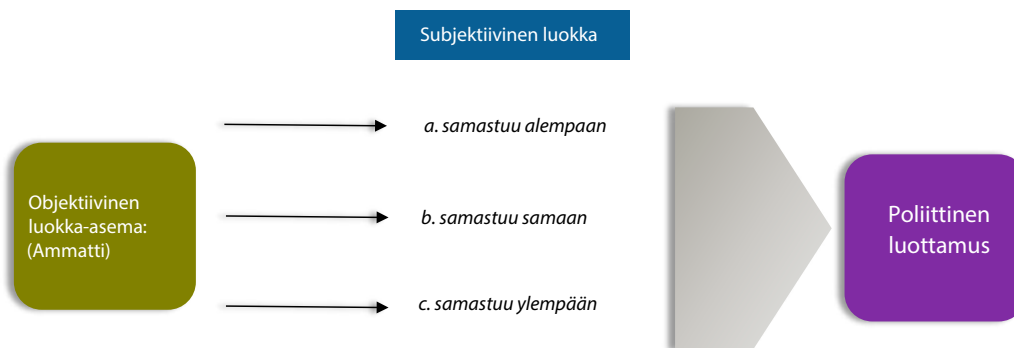 Subjektiivinen luokka
a. samastuu alempaan
Objektiivinen
luokka-asema:
(Ammatti)
b. samastuu samaan
Poliittinen
luottamus
c. samastuu ylempään